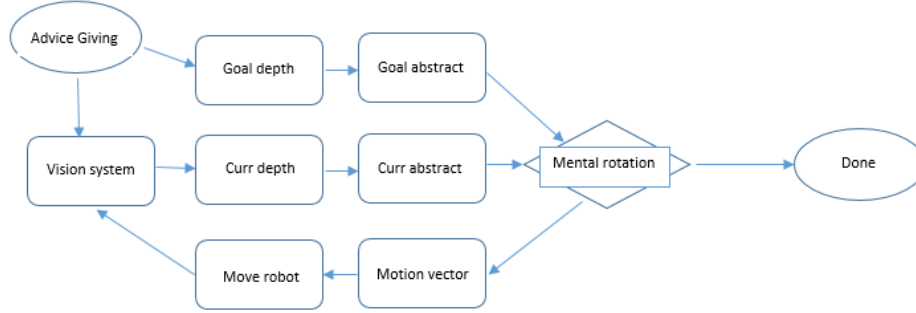 Advice Giving
Goal depth
Goal abstract
Vision system
Curr depth
Curr abstract
Mental rotation
Done
Move robot
Motion vector